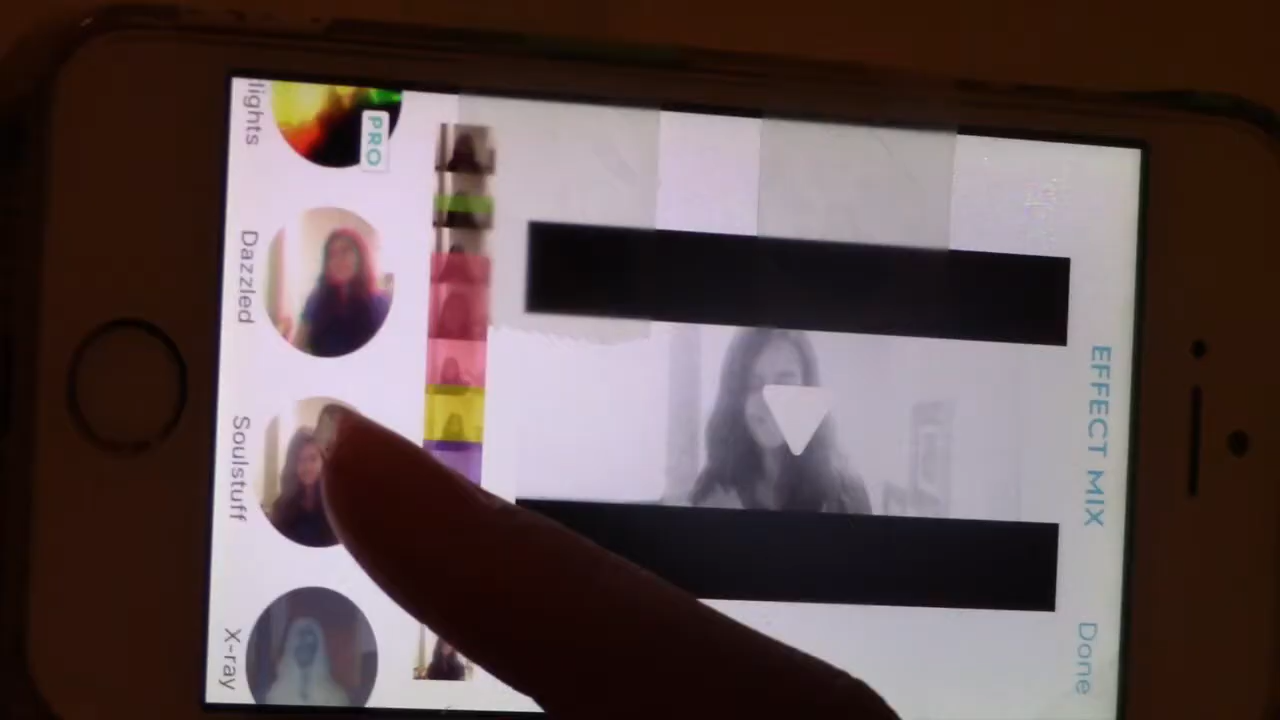 EFFECT MIX
Done
lights
PRO
Dazzled
Soulstuff
X-ray